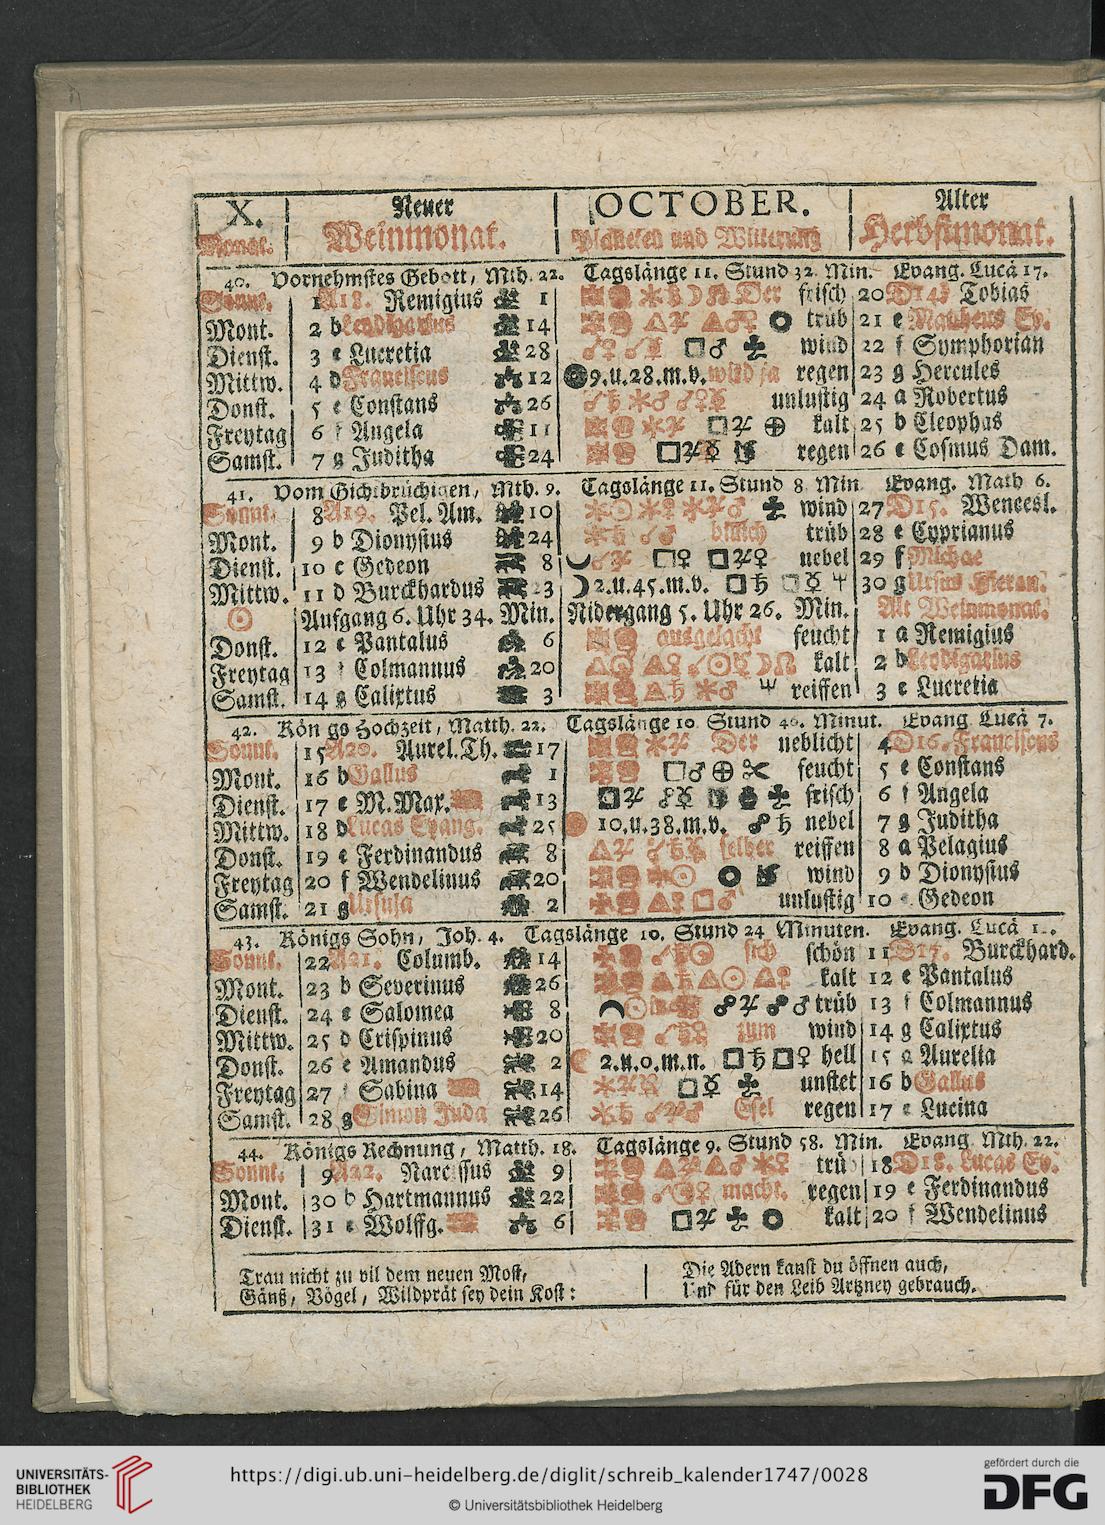 X. Neuer OCTOBER. Alter
Monat. Weinmonat. Planeten und Witterung Herbstmonat.
40. Vornehmstes Gebott, Mth. 22. Tagslänge 11. Stund 32. Min. Evang. Lucä 17.
Sonnt. 1 A18. Remigius 1 Der frisch 20 D14. Tobias
Mont. 2 b Leodigarius 14 △♃ △♂♀ trüb 21 e Matheus Ev.
Dienst. 3 c Lucretia 28 □♂ wind 22 f Symphorian
Mittw. 4 d Franciscus 12 9.u.28.m.v. wird ja regen 23 g Hercules
Donst. 5 e Constans 26 unlustig 24 a Robertus
Freytag 6 f Angela 11 □♃ ⊕ kalt 25 b Cleophas
Samst. 7 g Juditha 24 □♃☿ regen 26 c Cosmus Dam.
41. Vom Gichtbrüchigen, Mth. 9. Tagslänge 11. Stund 8 Min Evang. Math 6.
Sonnt. 8 A19. Pel. Am. 10 wind 27 D15. Wencesl.
Mont. 9 b Dionysius 24 billich trüb 28 e Cyprianus
Dienst. 10 c Gedeon 8 □♀ □♃♀ nebel 29 f Michae
Mittw. 11 d Burckhardus 23 ☽ 2.u.45.m.v. □♄ □☿ 30 g Ursus Hieron.
☉ Aufgang 6. Uhr 34. Min. Nidergang 5. Uhr 26. Min. Alt Weinmonat.
Donst. 12 e Pantalus 6 ausgelacht feucht 1 a Remigius
Freytag 13 f Colmannus 20 kalt 2 b Leodigarius
Samst. 14 g Calixtus 3 △♄ ✶♂ reiffen 3 c Lucretia
42. Königs Hochzeit, Matth. 22. Tagslänge 10 Stund Minut. Evang Lucä 7.
Sonnt. 15 A20. Aurel. Th. 17 Der neblicht 4 D16. Franciscus
Mont. 16 b Gallus 1 □♂ ⊕ feucht 5 e Constans
Dienst. 17 c M. Max. 13 □♃ ☍☿ frisch 6 f Angela
Mittw. 18 d Lucas Evang. 25 10.u.38.m.v. ☍♄ nebel 7 g Juditha
Donst. 19 e Ferdinandus 8 selber reiffen 8 a Pelagius
Freytag 20 f Wendelinus 20 wind 9 b Dionysius
Samst. 21 g Ursula 2 △♀ □♂ unlustig 10 Gedeon
43. Königs Sohn, Joh. 4. Tagslänge 10. Stund 24 Minuten. Evang. Lucä
Sonnt. 22 A21. Columb. 14 sich schön 11 D17. Burckhard.
Mont. 23 b Severinus 26 △♄ △☉ △♀ kalt 12 e Pantalus
Dienst. 24 c Salomea 8 ☍♃ ☍♂ trüb 13 f Colmannus
Mittw. 25 d Crispinus 20 zum wind 14 g Calixtus
Donst. 26 e Amandus 2 2.u.0.m.n. □♄ □♀ hell 15 a Aurelia
Freytag 27 f Sabina 14 □☿ unstet 16 b Gallus
Samst. 28 g Simon Juda 26 Esel regen 17 c Lucina
44. Königs Rechnung, Matth. 18. Tagslänge 9. Stund 58. Min. Evang Mth. 22.
Sonnt. 9 A22. Narcissus 9 △♃ △♂ ✶♀ trüb 18 D18. Lucas Ev.
Mont. 30 b Hartmannus 22 macht. regen 19 e Ferdinandus
Dienst. 31 c Wolffg. 6 □♃ kalt 20 f Wendelinus
Trau nicht zu vil dem neuen Most,
Gänß, Vögel, Wildprät sey dein Kost:
Die Adern kanst du öffnen auch,
Und für den Leib Artzney gebrauch.
UNIVERSITÄTS-
BIBLIOTHEK
HEIDELBERG
https://digi.ub.uni-heidelberg.de/diglit/schreib_kalender1747/0028
© Universitätsbibliothek Heidelberg
gefördert durch die
DFG